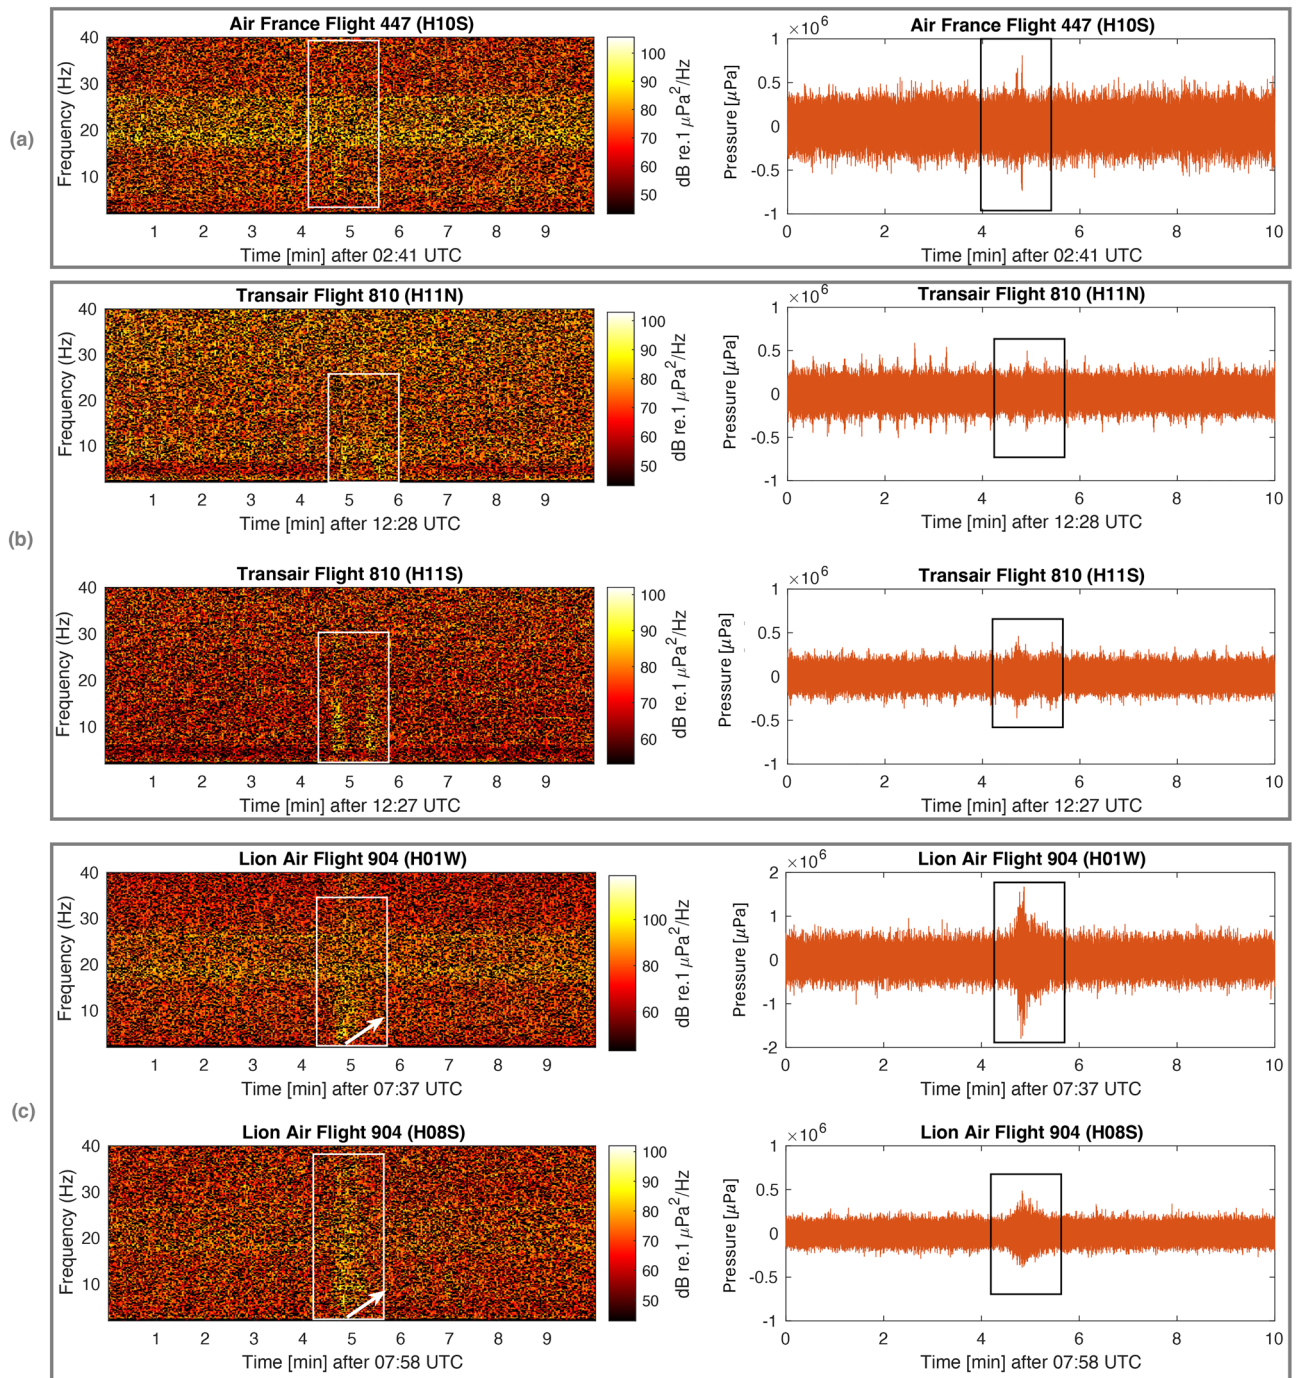 (a)
Air France Flight 447 (H10S)
Frequency (Hz)
40
30
20
10
1 2 3 4 5 6 7 8 9
Time [min] after 02:41 UTC
100
90
80
70
60
50
dB re.1 μPa²/Hz
Air France Flight 447 (H10S)
×10⁶
Pressure [μPa]
1
0.5
0
-0.5
-1
0 2 4 6 8 10
Time [min] after 02:41 UTC
(b)
Transair Flight 810 (H11N)
Frequency (Hz)
40
30
20
10
1 2 3 4 5 6 7 8 9
Time [min] after 12:28 UTC
100
90
80
70
60
50
dB re.1 μPa²/Hz
Transair Flight 810 (H11N)
×10⁶
Pressure [μPa]
1
0.5
0
-0.5
-1
0 2 4 6 8 10
Time [min] after 12:28 UTC
Transair Flight 810 (H11S)
Frequency (Hz)
40
30
20
10
1 2 3 4 5 6 7 8 9
Time [min] after 12:27 UTC
100
90
80
70
60
dB re.1 μPa²/Hz
Transair Flight 810 (H11S)
×10⁶
Pressure [μPa]
1
0.5
0
-0.5
-1
0 2 4 6 8 10
Time [min] after 12:27 UTC
(c)
Lion Air Flight 904 (H01W)
Frequency (Hz)
40
30
20
10
1 2 3 4 5 6 7 8 9
Time [min] after 07:37 UTC
100
80
60
dB re.1 μPa²/Hz
Lion Air Flight 904 (H01W)
×10⁶
Pressure [μPa]
2
1
0
-1
-2
0 2 4 6 8 10
Time [min] after 07:37 UTC
Lion Air Flight 904 (H08S)
Frequency (Hz)
40
30
20
10
1 2 3 4 5 6 7 8 9
Time [min] after 07:58 UTC
100
90
80
70
60
50
dB re.1 μPa²/Hz
Lion Air Flight 904 (H08S)
×10⁶
Pressure [μPa]
1
0.5
0
-0.5
-1
0 2 4 6 8 10
Time [min] after 07:58 UTC